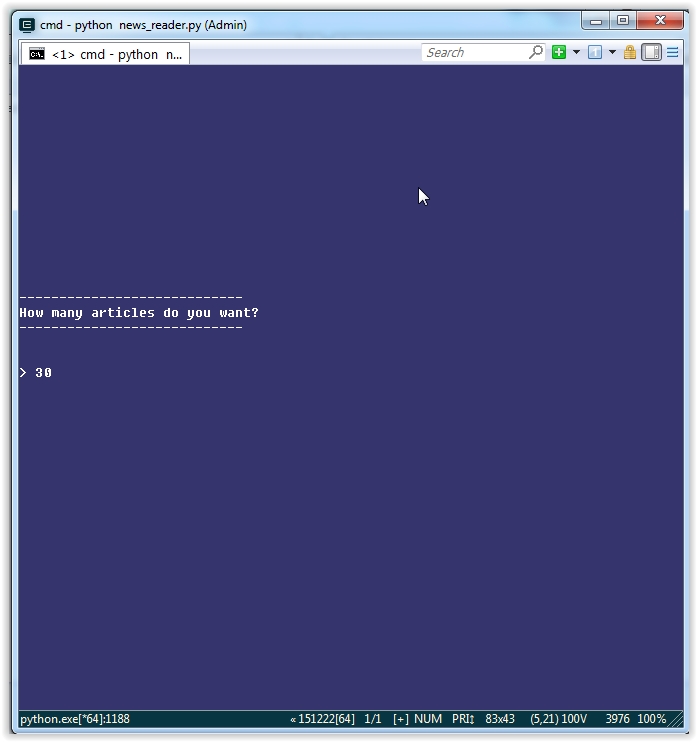 cmd - python  news_reader.py (Admin)
<1> cmd - python  n...
Search
---------------------------- 
How many articles do you want?
----------------------------
> 30
python.exe[*64]:1188
« 151222[64]  1/1  [+] NUM  PRI↕  83x43  (5,21) 100V  3976  100%